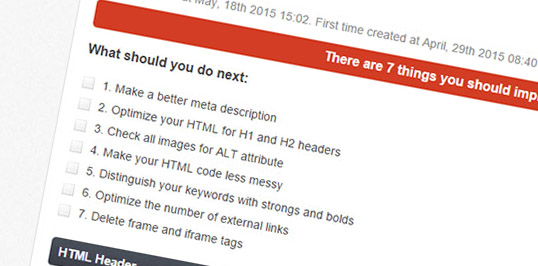 at May, 18th 2015 15:02. First time created at April, 29th 2015 08:40
There are 7 things you should imp
What should you do next:
1. Make a better meta description
2. Optimize your HTML for H1 and H2 headers
3. Check all images for ALT attribute
4. Make your HTML code less messy
5. Distinguish your keywords with strongs and bolds
6. Optimize the number of external links
7. Delete frame and iframe tags
HTML Header